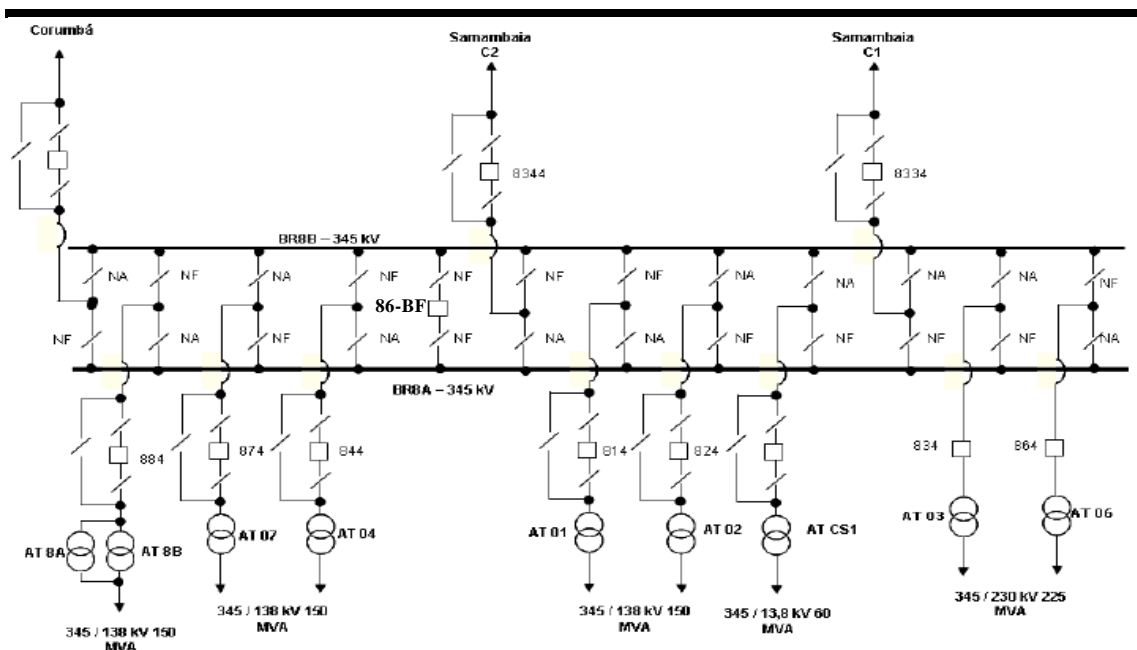 Corumbá
Samambaia
C2
Samambaia
C1
8344
8334
BR8B – 345 kV
NA
NF
NA
NF
NF
NF
NA
NF
NA
NA
NF
NA
NF
86-BF
NF
NA
NF
NA
NF
NA
NF
NA
NF
NF
NA
NF
NA
BR8A – 345 kV
884
874
844
814
824
834
864
AT 8A
AT 8B
AT 07
AT 04
AT 01
AT 02
AT CS1
AT 03
AT 06
345 / 138 kV 150
MVA
345 / 138 kV 150
MVA
345 / 138 kV 150
MVA
345 / 13,8 kV 60
MVA
345 / 230 kV 225
MVA